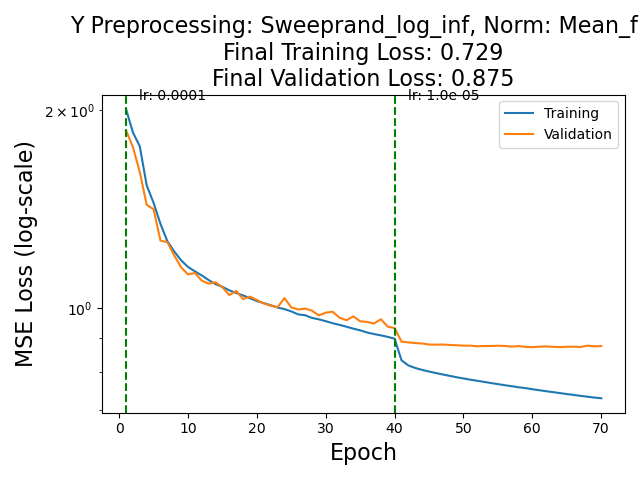 Y Preprocessing: Sweeprand_log_inf, Norm: Mean_f
Final Training Loss: 0.729
Final Validation Loss: 0.875
lr: 0.0001
lr: 1.0e-05
Training
Validation
2 × 10⁰
10⁰
MSE Loss (log-scale)
0 10 20 30 40 50 60 70
Epoch